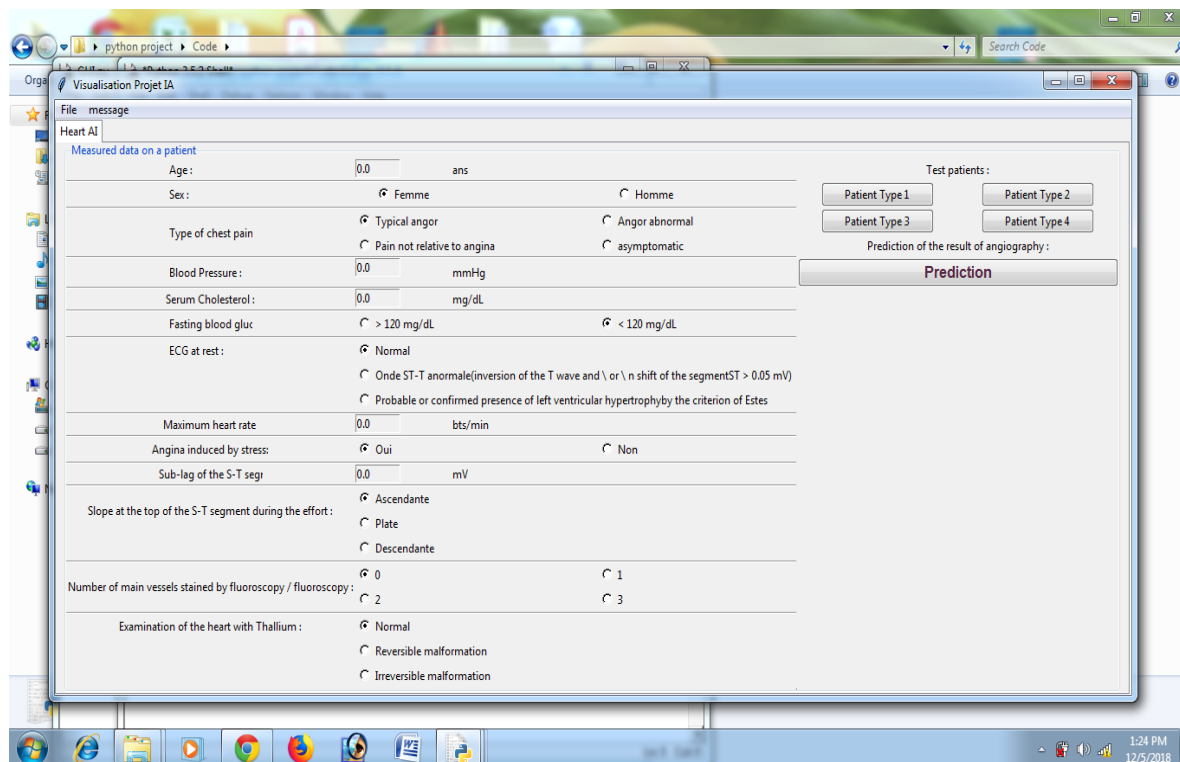 python project ▸ Code ▸
Search Code
Orga
Visualisation Projet IA
File message
Heart AI
Measured data on a patient
Age : 0.0 ans
Sex : Femme Homme
Type of chest pain
Typical angor Angor abnormal
Pain not relative to angina asymptomatic
Blood Pressure : 0.0 mmHg
Serum Cholesterol : 0.0 mg/dL
Fasting blood gluc > 120 mg/dL < 120 mg/dL
ECG at rest : Normal
Onde ST-T anormale(inversion of the T wave and \ or \ n shift of the segmentST > 0.05 mV)
Probable or confirmed presence of left ventricular hypertrophyby the criterion of Estes
Maximum heart rate 0.0 bts/min
Angina induced by stress: Oui Non
Sub-lag of the S-T segr 0.0 mV
Slope at the top of the S-T segment during the effort :
Ascendante
Plate
Descendante
Number of main vessels stained by fluoroscopy / fluoroscopy :
0 1
2 3
Examination of the heart with Thallium : Normal
Reversible malformation
Irreversible malformation
Test patients :
Patient Type 1 Patient Type 2
Patient Type 3 Patient Type 4
Prediction of the result of angiography :
Prediction
1:24 PM
12/5/2018